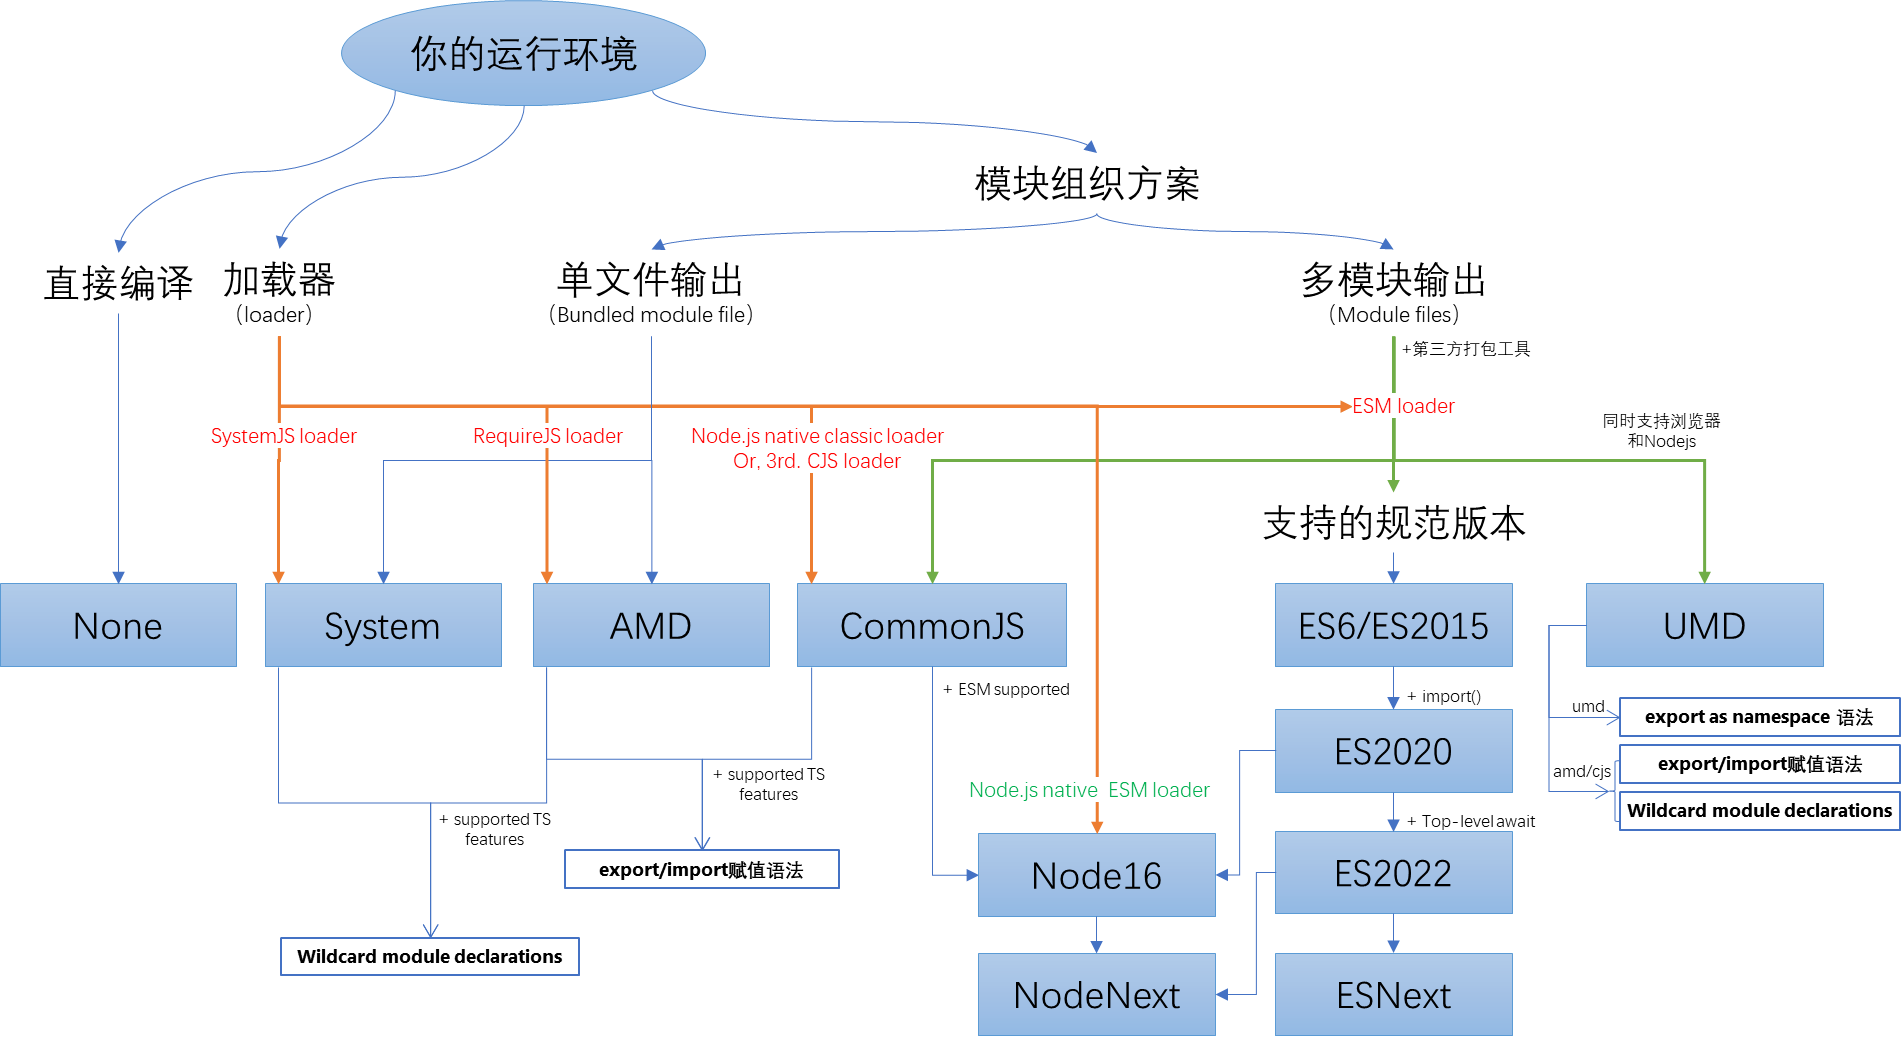 你的运行环境
模块组织方案
直接编译
加载器
（loader）
单文件输出
（Bundled module file）
多模块输出
（Module files）
+第三方打包工具
ESM loader
同时支持浏览器
和Nodejs
SystemJS loader
RequireJS loader
Node.js native classic loader
Or, 3rd. CJS loader
支持的规范版本
None
System
AMD
CommonJS
ES6/ES2015
UMD
+ ESM supported
+ import()
umd
export as namespace 语法
ES2020
export/import赋值语法
amd/cjs
Wildcard module declarations
+ supported TS
features
Node.js native ESM loader
+ supported TS
features
+ Top-level await
export/import赋值语法
Node16
ES2022
Wildcard module declarations
NodeNext
ESNext